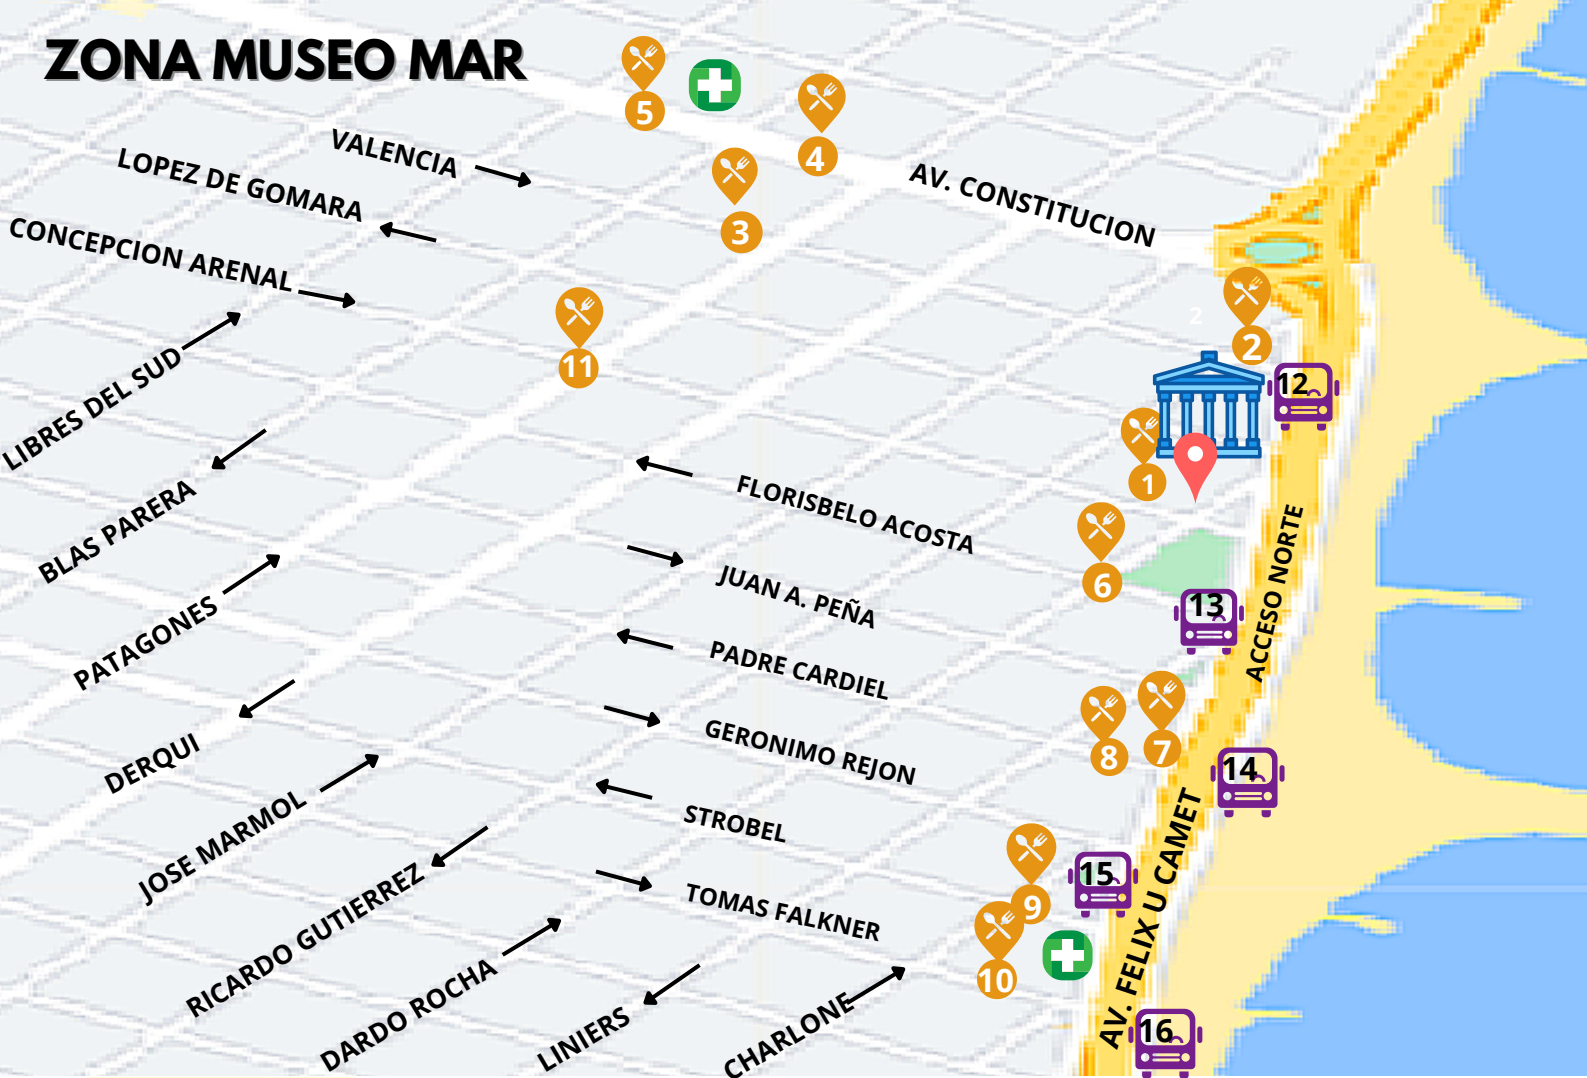 ZONA MUSEO MAR
5
4
3
VALENCIA
LOPEZ DE GOMARA
CONCEPCION ARENAL
AV. CONSTITUCION
LIBRES DEL SUD
11
2
2
12
1
BLAS PARERA
FLORISBELO ACOSTA
ACCESO NORTE
6
JUAN A. PEÑA
13
PATAGONES
PADRE CARDIEL
GERONIMO REJON
8
7
14
DERQUI
STROBEL
JOSE MARMOL
15
AV. FELIX U CAMET
RICARDO GUTIERREZ
TOMAS FALKNER
9
10
DARDO ROCHA
LINIERS
CHARLONE
16